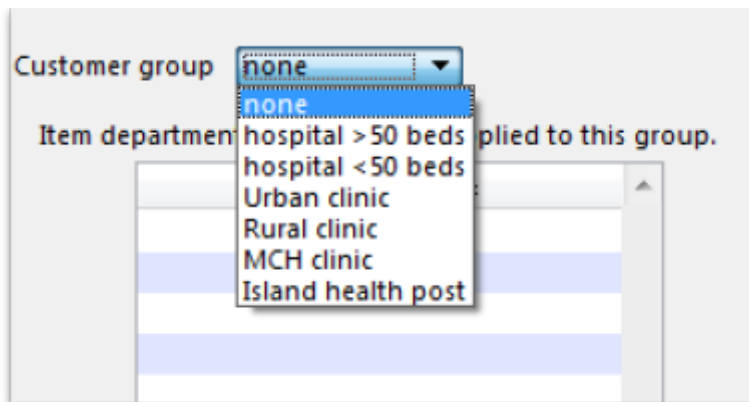 Customer group none
none
Item departmen hospital >50 beds plied to this group.
hospital <50 beds
Urban clinic
Rural clinic
MCH clinic
Island health post